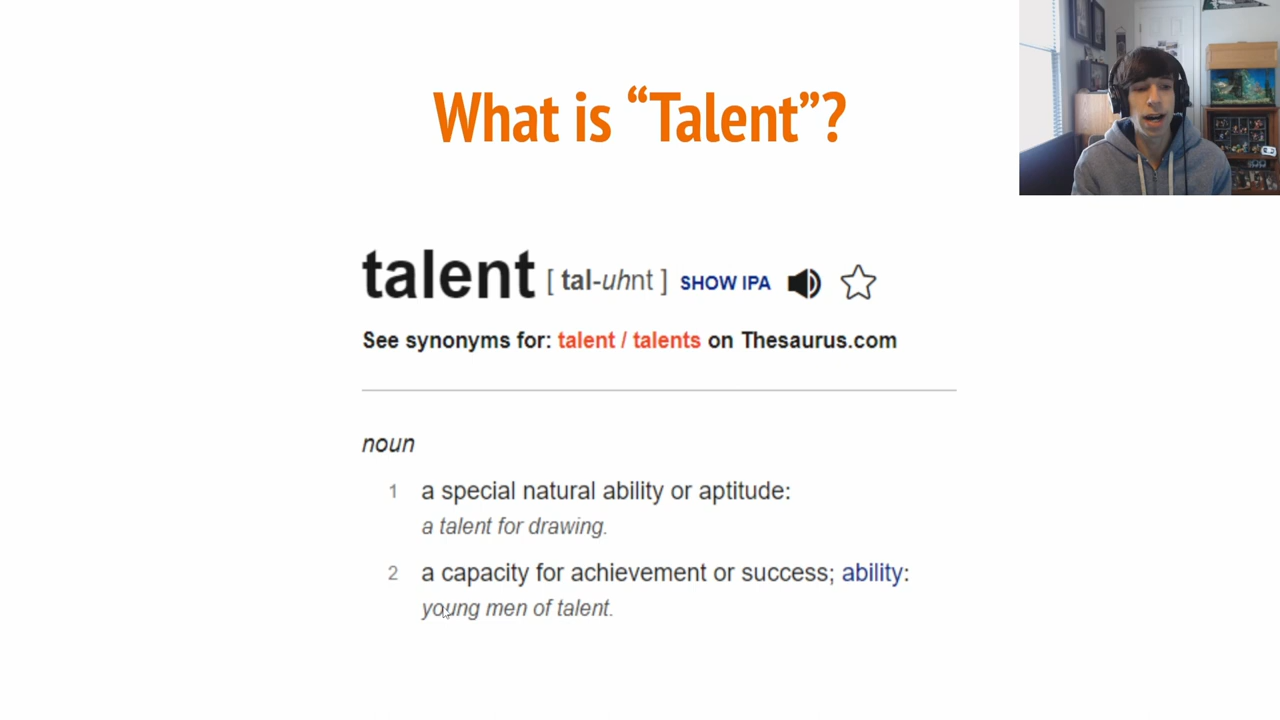 What is “Talent”?
talent [ tal-uhnt ] SHOW IPA
See synonyms for: talent / talents on Thesaurus.com
noun
1 a special natural ability or aptitude:
a talent for drawing.
2 a capacity for achievement or success; ability:
young men of talent.